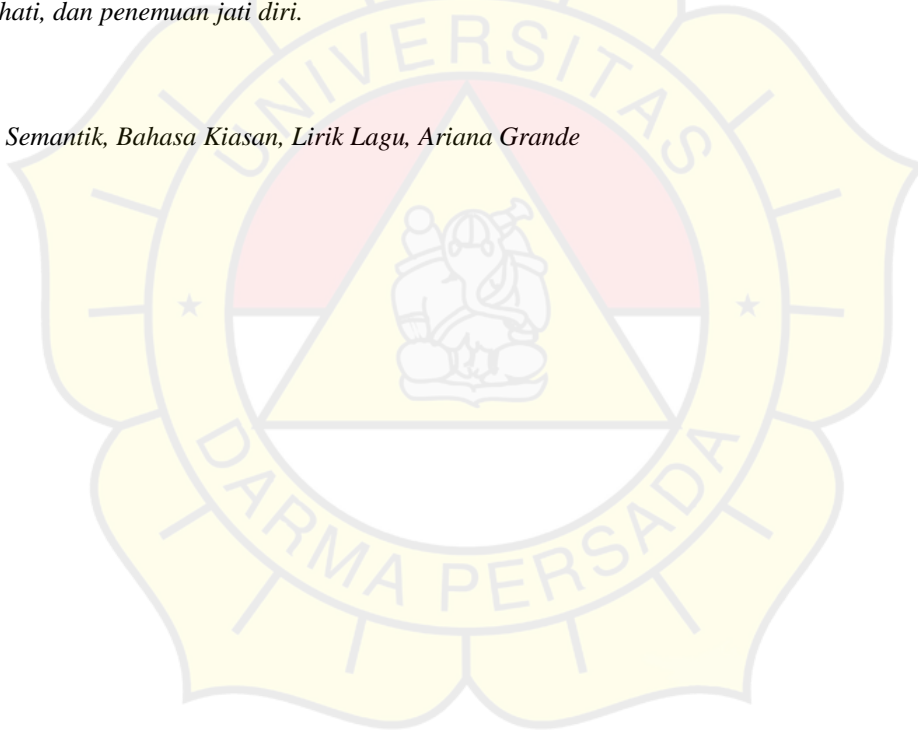 hati, dan penemuan jati diri.
Semantik, Bahasa Kiasan, Lirik Lagu, Ariana Grande
UNIVERSITAS
DARMA PERSADA